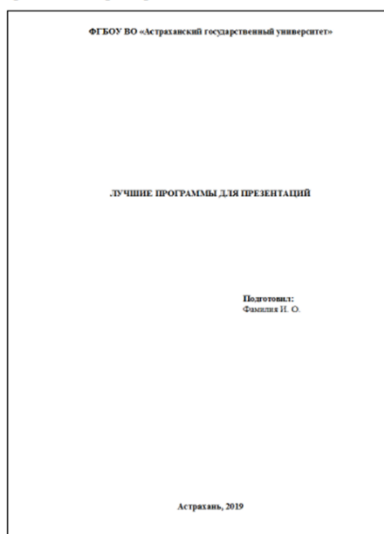 ФГБОУ ВО «Астраханский государственный университет»
ЛУЧШИЕ ПРОГРАММЫ ДЛЯ ПРЕЗЕНТАЦИЙ
Подготовил:
Фамилия И. О.
Астрахань, 2019